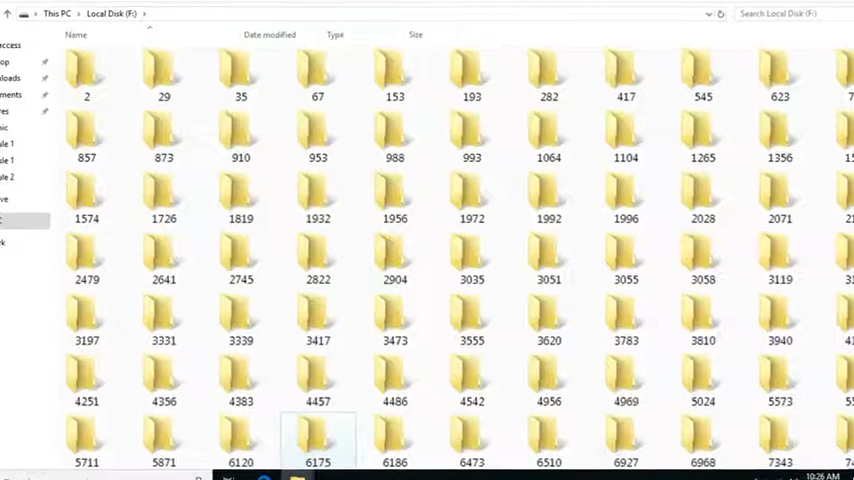 This PC > Local Disk (F:) >
Search Local Disk (F:)
Name Date modified Type Size
2 29 35 67 153 193 282 417 545 623
857 873 910 953 988 993 1064 1104 1265 1356
1574 1726 1819 1932 1956 1972 1992 1996 2028 2071
2479 2641 2745 2822 2904 3035 3051 3055 3058 3119
3197 3331 3339 3417 3473 3555 3620 3783 3810 3940
4251 4356 4383 4457 4486 4542 4956 4969 5024 5573
5711 5871 6120 6175 6186 6473 6510 6927 6968 7343
10:26 AM